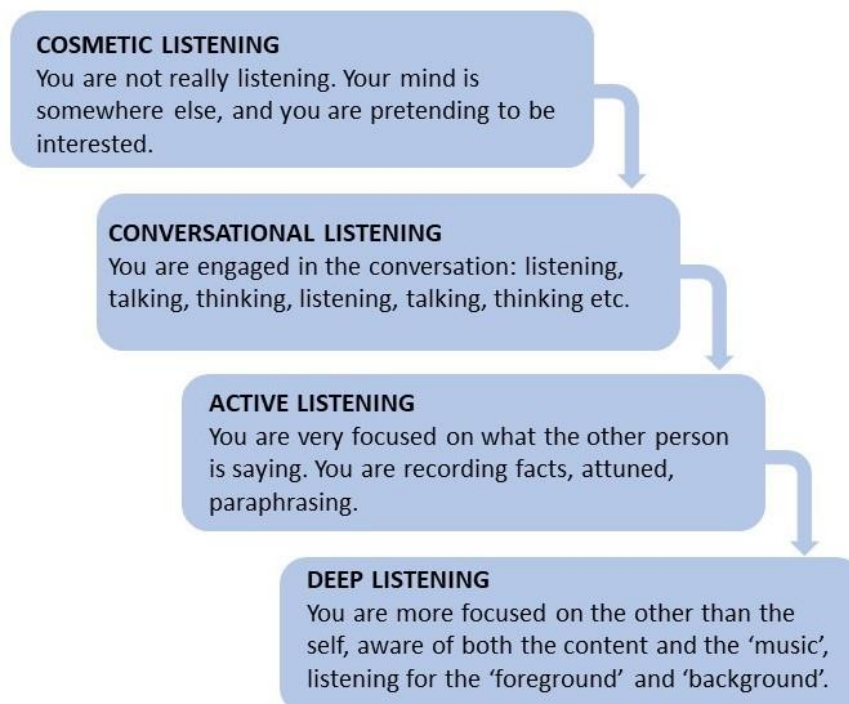 COSMETIC LISTENING
You are not really listening. Your mind is
somewhere else, and you are pretending to be
interested.
CONVERSATIONAL LISTENING
You are engaged in the conversation: listening,
talking, thinking, listening, talking, thinking etc.
ACTIVE LISTENING
You are very focused on what the other person
is saying. You are recording facts, attuned,
paraphrasing.
DEEP LISTENING
You are more focused on the other than the
self, aware of both the content and the ‘music’,
listening for the ‘foreground’ and ‘background’.